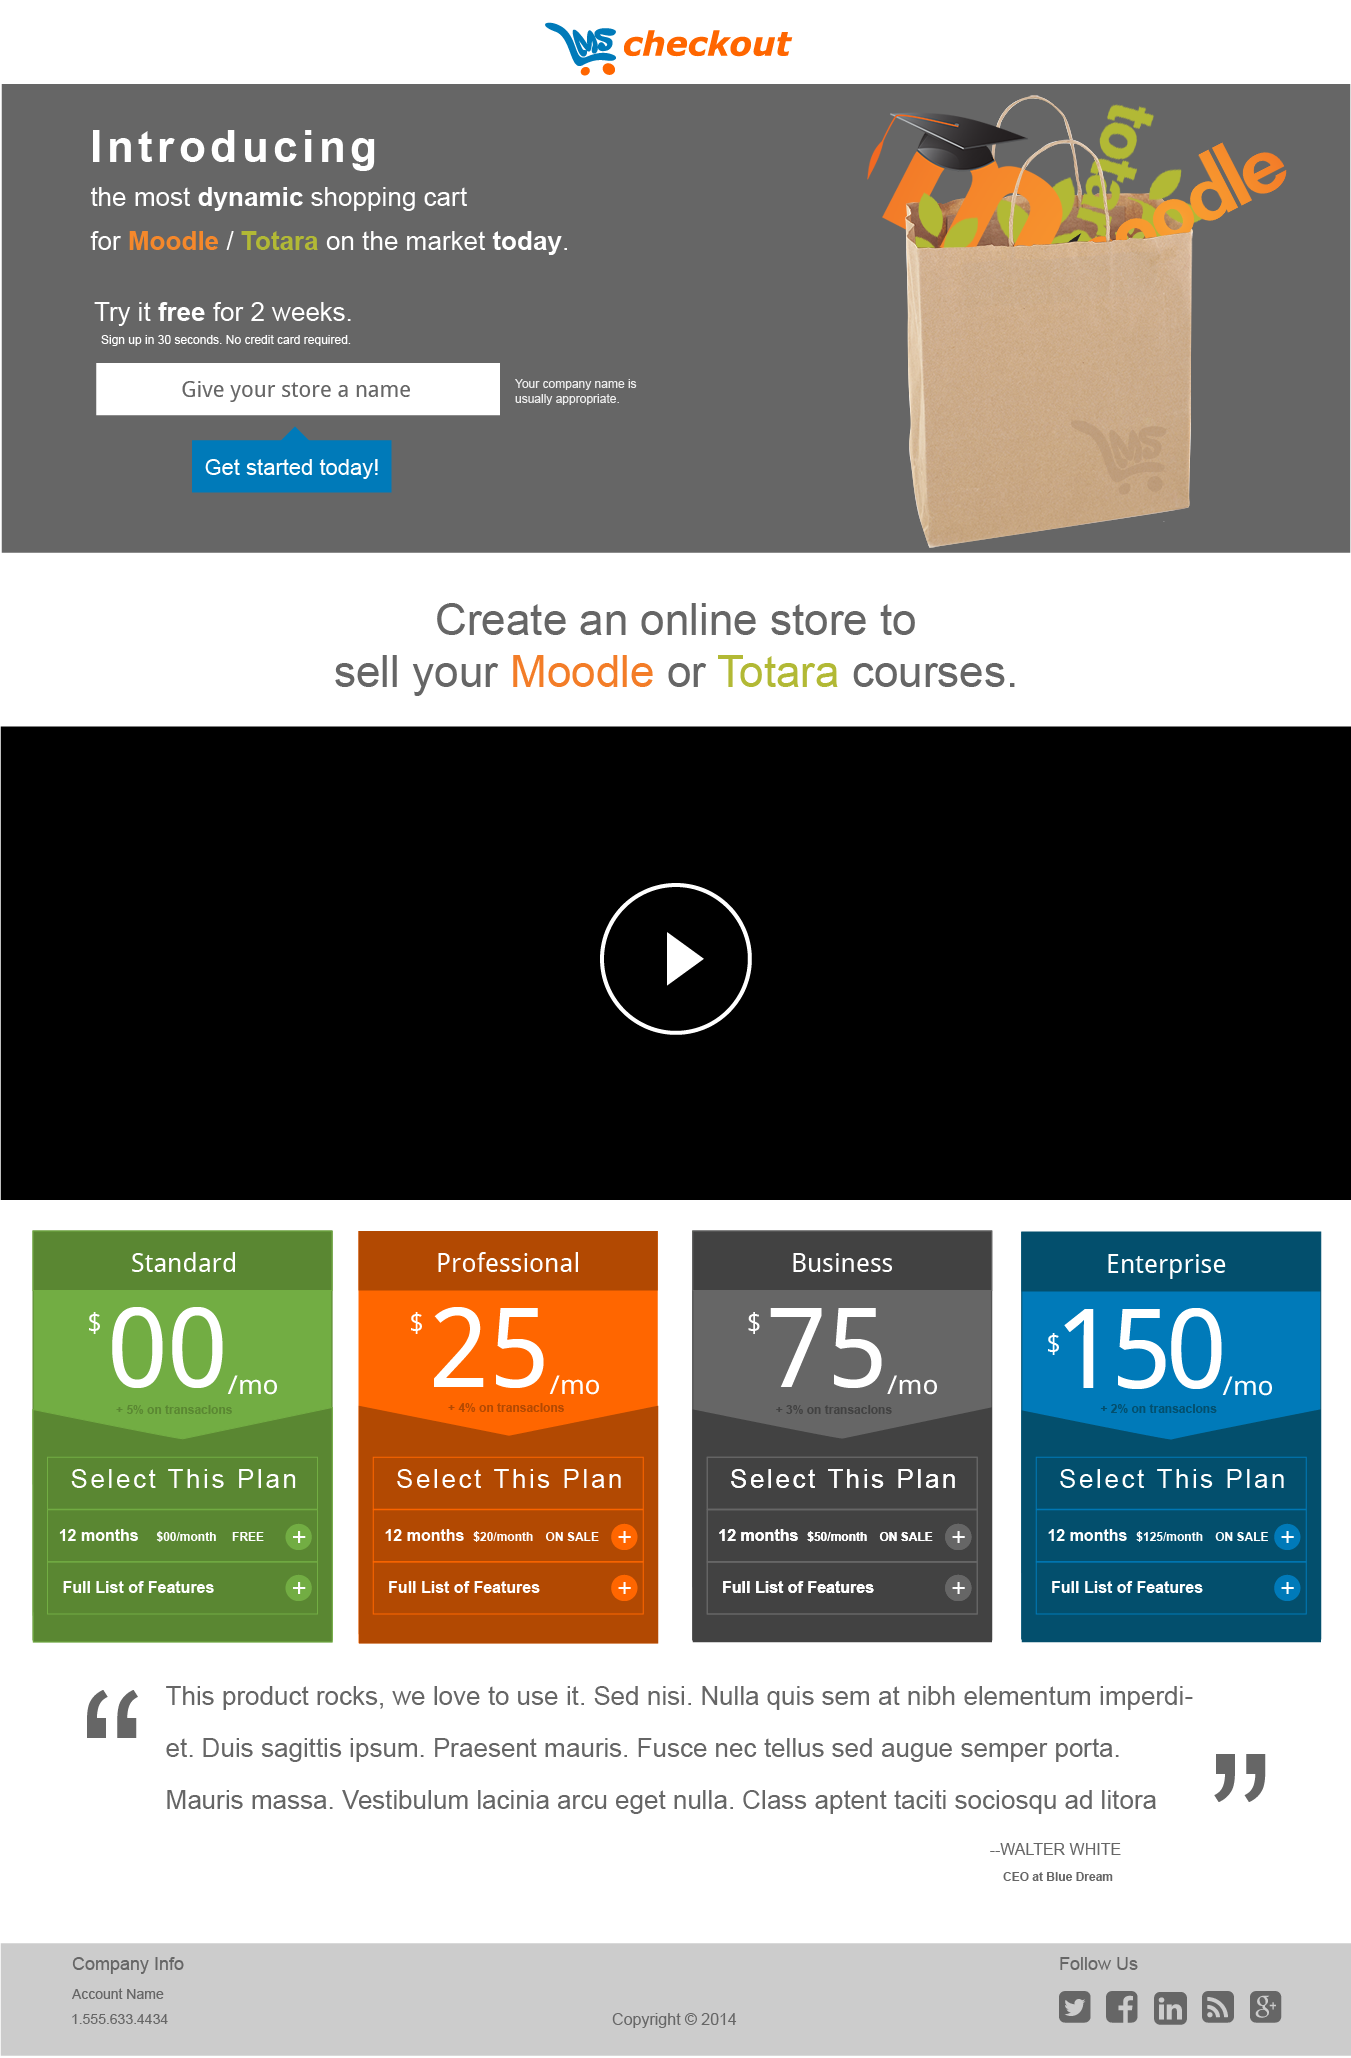 LMS checkout
Introducing
the most dynamic shopping cart
for Moodle / Totara on the market today.
Try it free for 2 weeks.
Sign up in 30 seconds. No credit card required.
Give your store a name
Your company name is
usually appropriate.
Get started today!
totara
moodle
LMS
Create an online store to
sell your Moodle or Totara courses.
Standard
$00/mo
+ 5% on transacions
Select This Plan
12 months $00/month FREE +
Full List of Features +
Professional
$25/mo
+ 4% on transacions
Select This Plan
12 months $20/month ON SALE +
Full List of Features +
Business
$75/mo
+ 3% on transacions
Select This Plan
12 months $50/month ON SALE +
Full List of Features +
Enterprise
$150/mo
+ 2% on transacions
Select This Plan
12 months $125/month ON SALE +
Full List of Features +
“ This product rocks, we love to use it. Sed nisi. Nulla quis sem at nibh elementum imperdi-
et. Duis sagittis ipsum. Praesent mauris. Fusce nec tellus sed augue semper porta.
Mauris massa. Vestibulum lacinia arcu eget nulla. Class aptent taciti sociosqu ad litora ”
--WALTER WHITE
CEO at Blue Dream
Company Info
Account Name
1.555.633.4434
Copyright © 2014
Follow Us